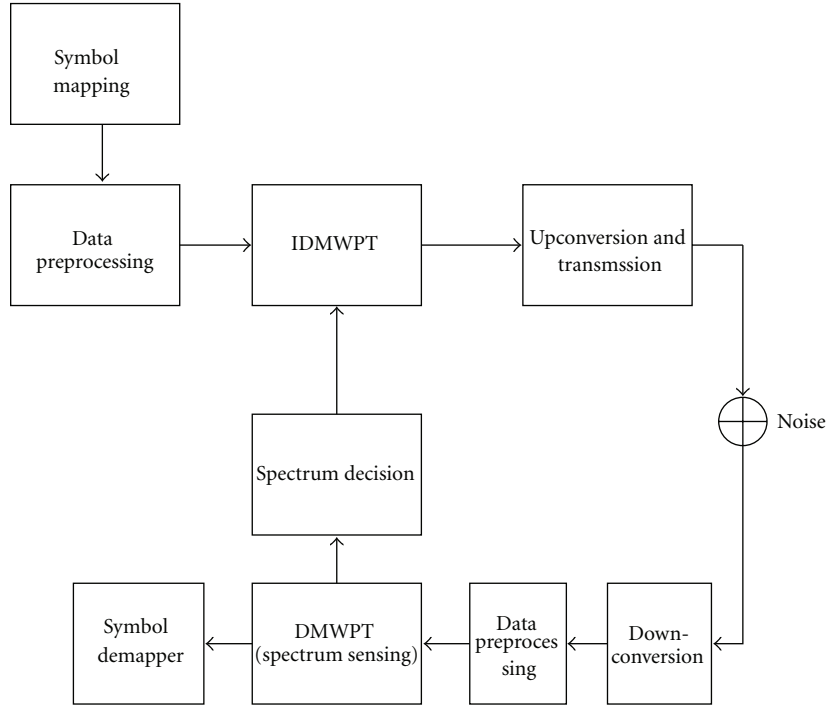 Symbol
mapping
Data
preprocessing
IDMWPT
Upconversion and
transmssion
Noise
Spectrum decision
Symbol
demapper
DMWPT
(spectrum sensing)
Data
preproces
sing
Down-
conversion